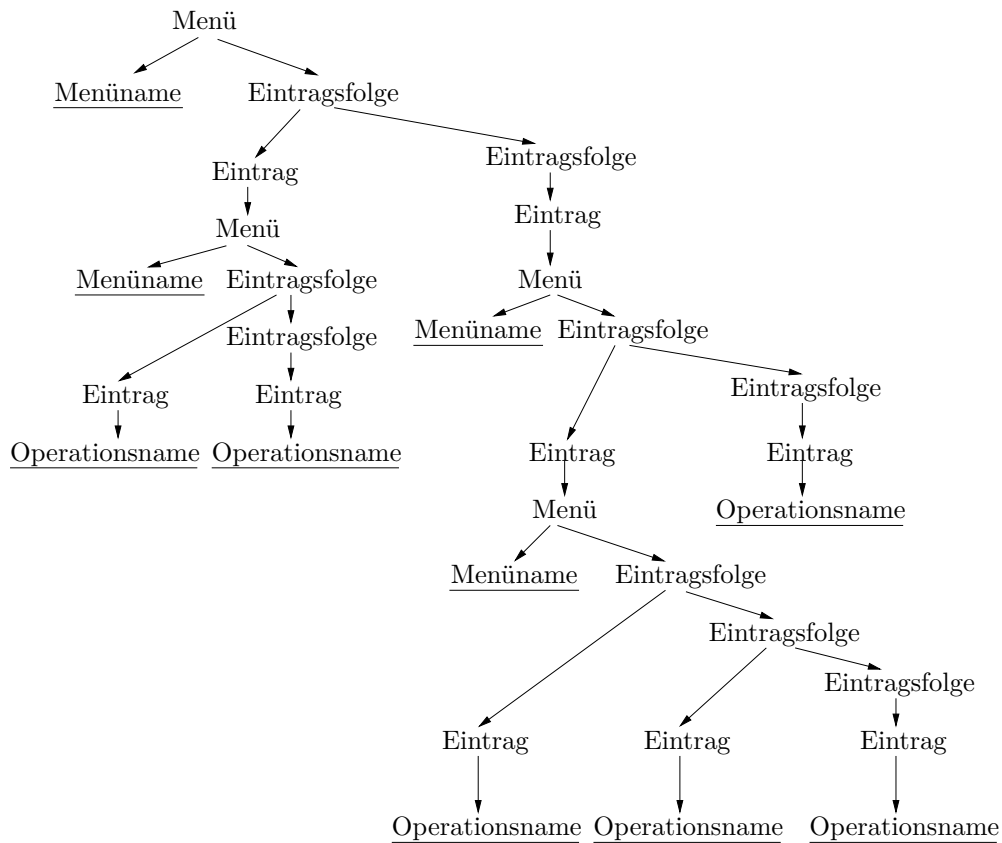 Menü
Menüname Eintragsfolge
Eintragsfolge
Eintrag
Eintrag
Menü
Menüname Eintragsfolge Menü
Eintragsfolge Menüname Eintragsfolge
Eintrag Eintrag Eintragsfolge
Operationsname Operationsname Eintrag Eintrag
Menü Operationsname
Menüname Eintragsfolge
Eintragsfolge
Eintragsfolge
Eintrag Eintrag Eintrag
Operationsname Operationsname Operationsname